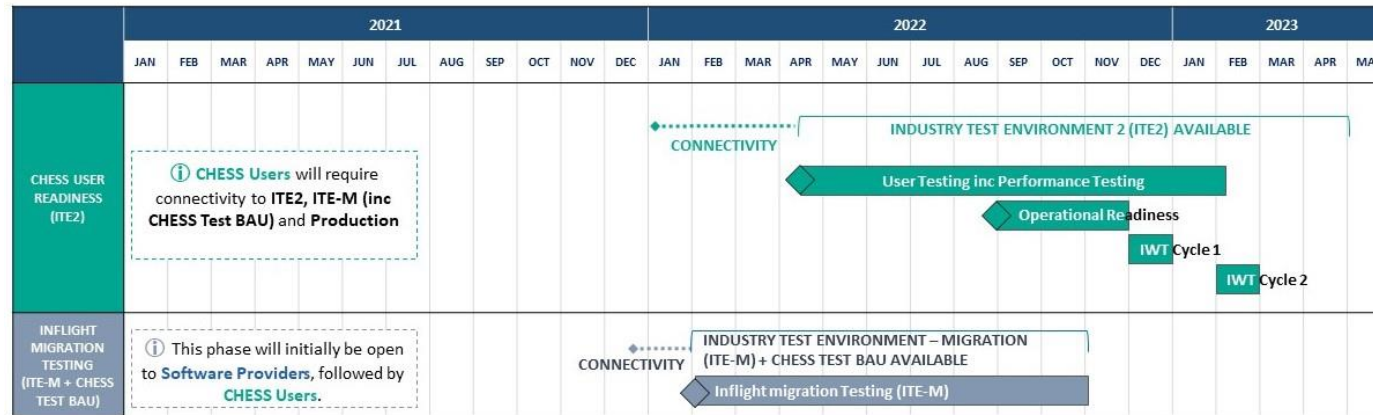 2021
2022
2023
JAN FEB MAR APR MAY JUN JUL AUG SEP OCT NOV DEC JAN FEB MAR APR MAY JUN JUL AUG SEP OCT NOV DEC JAN FEB MAR APR MA
CHESS USER
READINESS
(ITE2)
CHESS Users will require
connectivity to ITE2, ITE-M (inc
CHESS Test BAU) and Production
CONNECTIVITY
INDUSTRY TEST ENVIRONMENT 2 (ITE2) AVAILABLE
User Testing inc Performance Testing
Operational Readiness
IWT Cycle 1
IWT Cycle 2
INFLIGHT
MIGRATION
TESTING
(ITE-M + CHESS
TEST BAU)
This phase will initially be open
to Software Providers, followed by
CHESS Users.
CONNECTIVITY
INDUSTRY TEST ENVIRONMENT – MIGRATION
(ITE-M) + CHESS TEST BAU AVAILABLE
Inflight migration Testing (ITE-M)